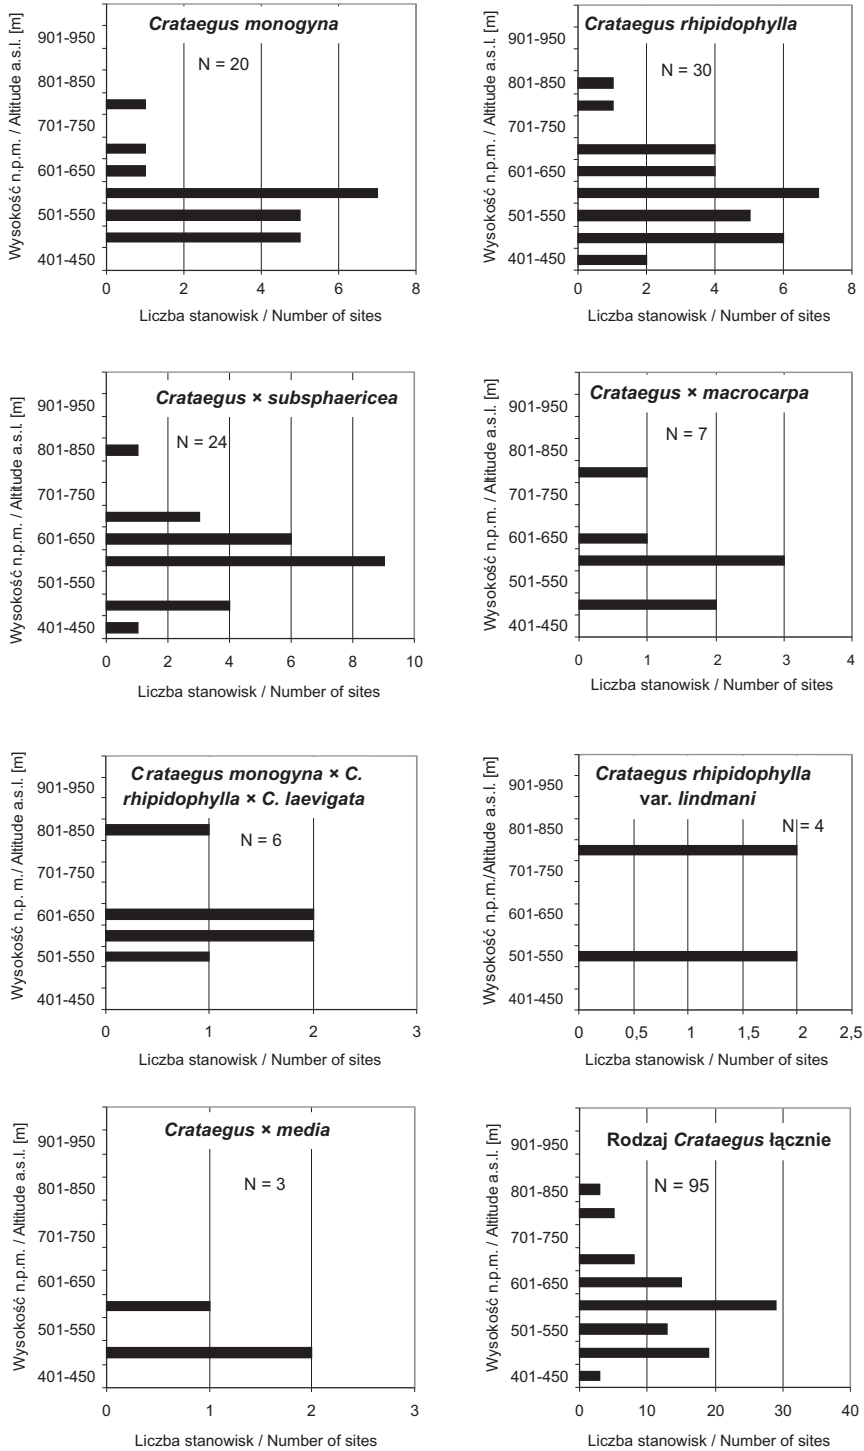 Crataegus monogyna
N = 20
Wysokość n.p.m. / Altitude a.s.l. [m]
901-950
801-850
701-750
601-650
501-550
401-450
0 2 4 6 8
Liczba stanowisk / Number of sites
Crataegus rhipidophylla
N = 30
Wysokość n.p.m. / Altitude a.s.l. [m]
901-950
801-850
701-750
601-650
501-550
401-450
0 2 4 6 8
Liczba stanowisk / Number of sites
Crataegus × subsphaericea
N = 24
Wysokość n.p.m. / Altitude a.s.l. [m]
901-950
801-850
701-750
601-650
501-550
401-450
0 2 4 6 8 10
Liczba stanowisk / Number of sites
Crataegus × macrocarpa
N = 7
Wysokość n.p.m. / Altitude a.s.l. [m]
901-950
801-850
701-750
601-650
501-550
401-450
0 1 2 3 4
Liczba stanowisk / Number of sites
Crataegus monogyna × C.
rhipidophylla × C. laevigata
N = 6
Wysokość n.p. m./ Altitude a.s.l. [m]
901-950
801-850
701-750
601-650
501-550
401-450
0 1 2 3
Liczba stanowisk / Number of sites
Crataegus rhipidophylla
var. lindmani
N = 4
Wysokość n.p.m./Altitude a.s.l. [m]
901-950
801-850
701-750
601-650
501-550
401-450
0 0,5 1 1,5 2 2,5
Liczba stanowisk / Number of sites
Crataegus × media
N = 3
Wysokość n.p.m. / Altitude a.s.l. [m]
901-950
801-850
701-750
601-650
501-550
401-450
0 1 2 3
Liczba stanowisk / Number of sites
Rodzaj Crataegus łącznie
N = 95
Wysokość n.p.m. / Altitude a.s.l. [m]
901-950
801-850
701-750
601-650
501-550
401-450
0 10 20 30 40
Liczba stanowisk / Number of sites